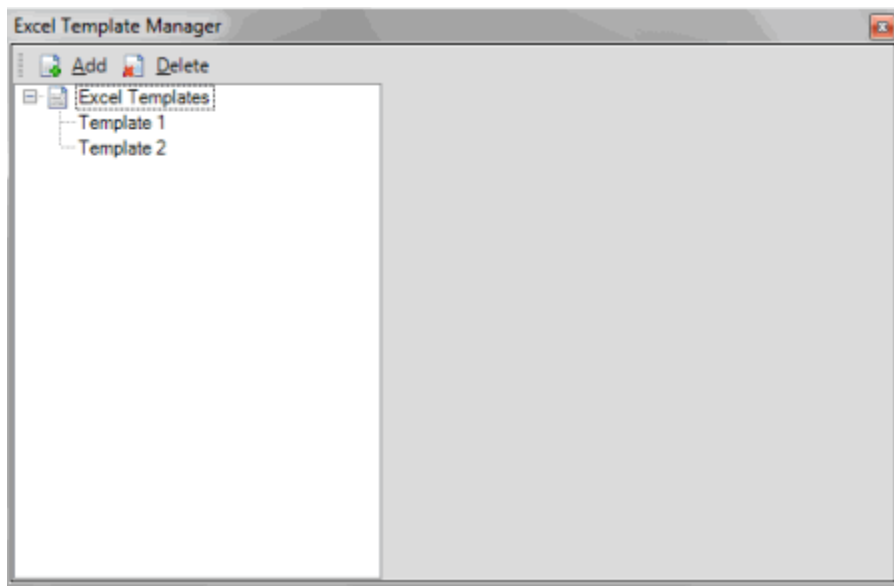 Excel Template Manager
Add Delete
Excel Templates
Template 1
Template 2